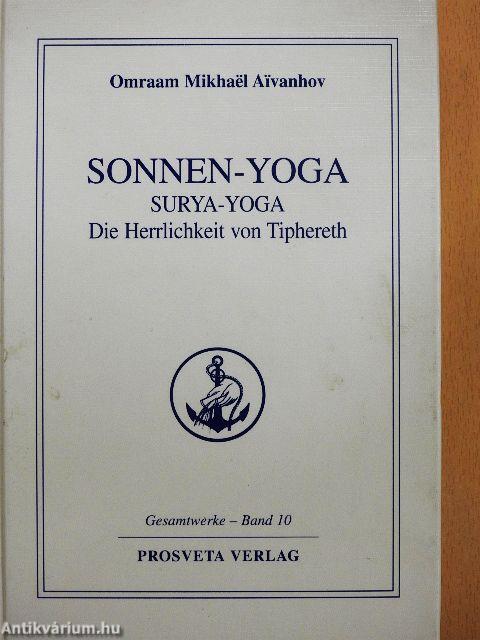 Omraam Mikhaël Aïvanhov
SONNEN-YOGA
SURYA-YOGA
Die Herrlichkeit von Tiphereth
Gesamtwerke – Band 10
PROSVETA VERLAG
Antikvárium.hu